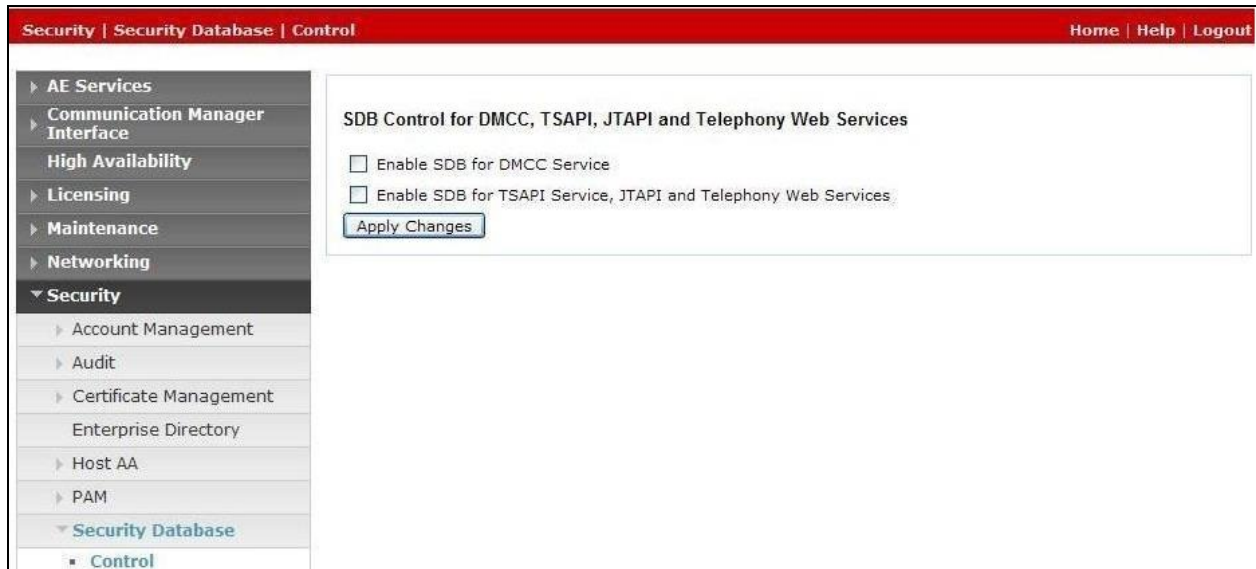 Security | Security Database | Control
Home | Help | Logout
AE Services
Communication Manager
Interface
High Availability
Licensing
Maintenance
Networking
Security
Account Management
Audit
Certificate Management
Enterprise Directory
Host AA
PAM
Security Database
Control
SDB Control for DMCC, TSAPI, JTAPI and Telephony Web Services
Enable SDB for DMCC Service
Enable SDB for TSAPI Service, JTAPI and Telephony Web Services
Apply Changes